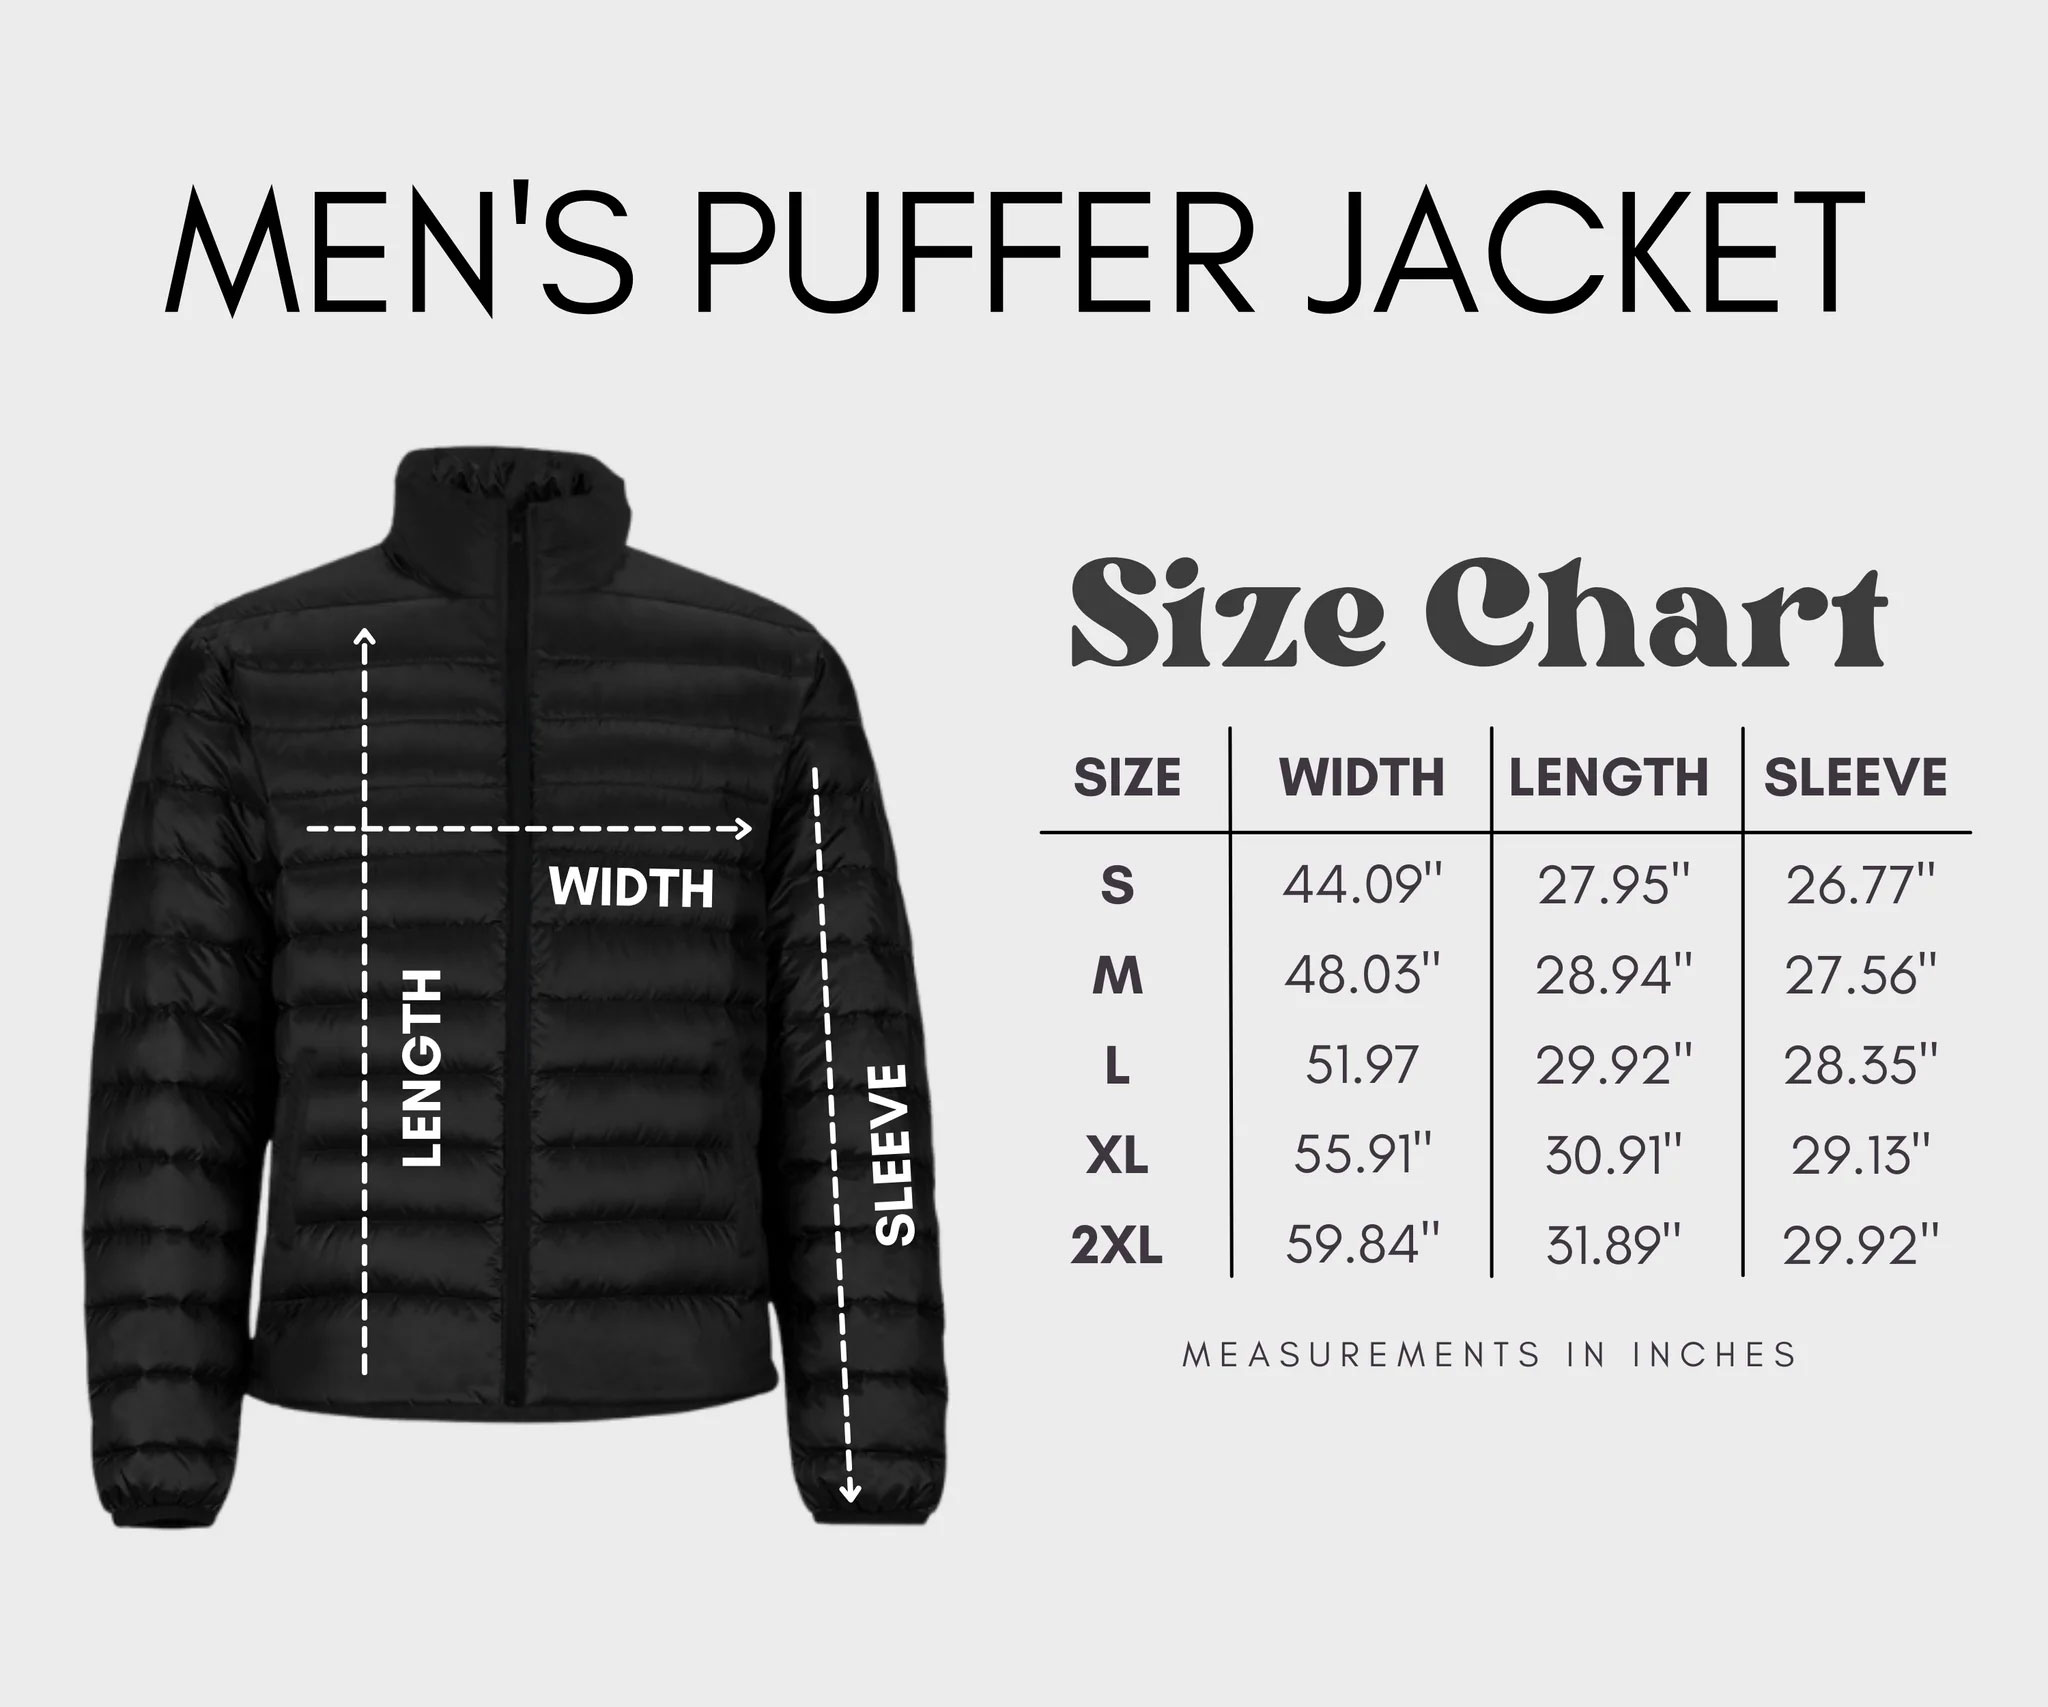 MEN'S PUFFER JACKET
Size Chart
SIZE WIDTH LENGTH SLEEVE
S 44.09" 27.95" 26.77"
M 48.03" 28.94" 27.56"
L 51.97 29.92" 28.35"
XL 55.91" 30.91" 29.13"
2XL 59.84" 31.89" 29.92"
MEASUREMENTS IN INCHES
WIDTH
LENGTH
SLEEVE